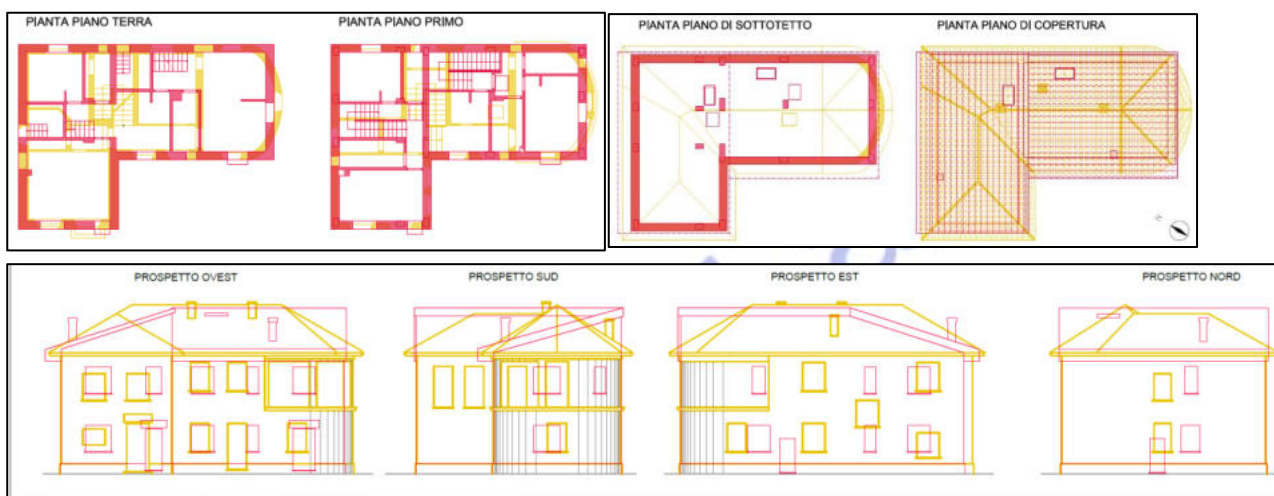 PIANTA PIANO TERRA
PIANTA PIANO PRIMO
PIANTA PIANO DI SOTTOTETTO
PIANTA PIANO DI COPERTURA
PROSPETTO OVEST
PROSPETTO SUD
PROSPETTO EST
PROSPETTO NORD